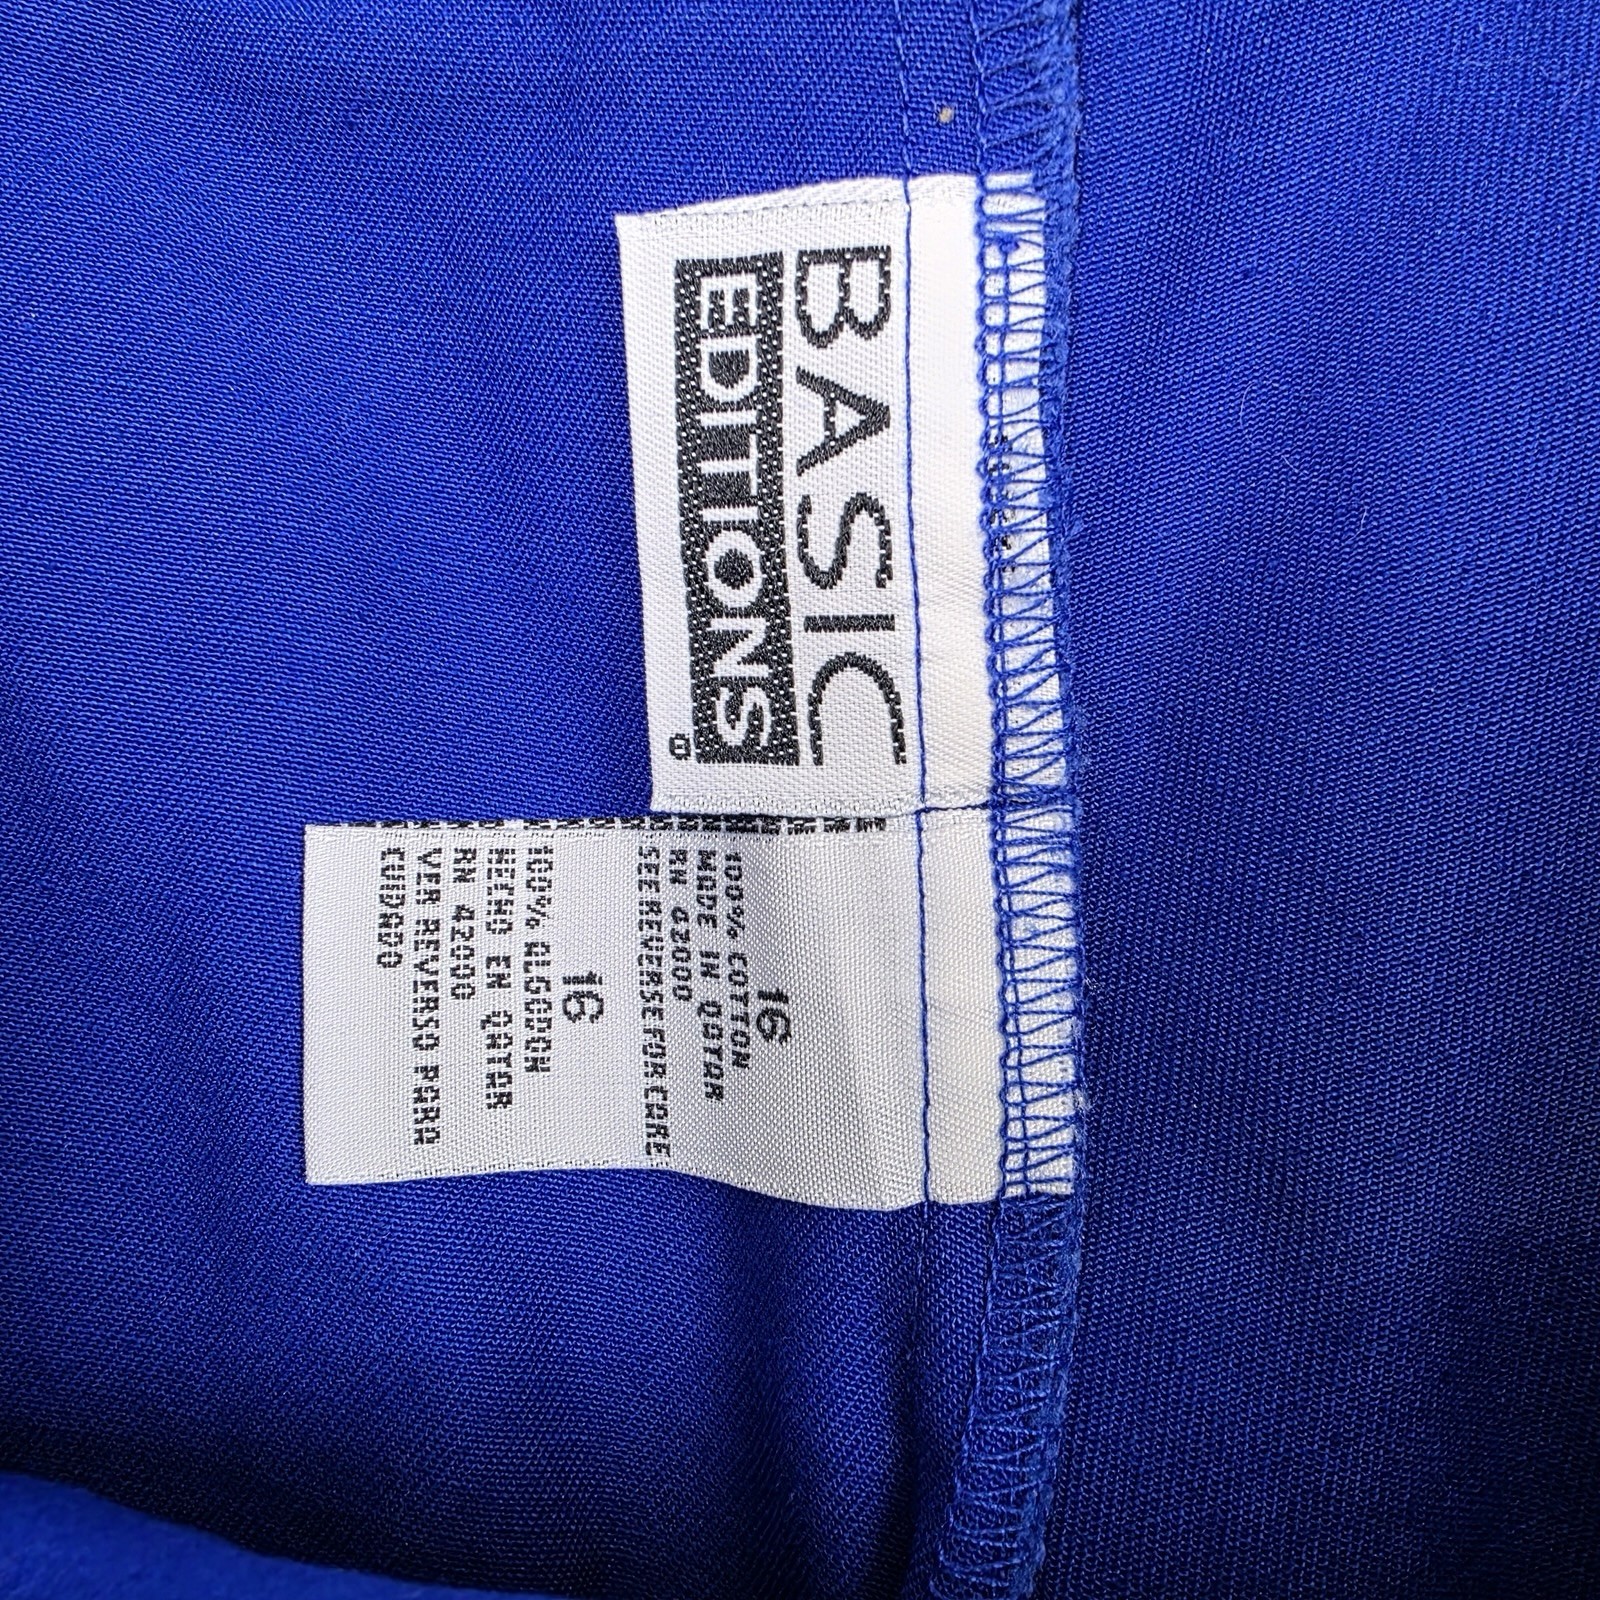 BASIC
EDITIONS
®
16
100% COTTON
MADE IN QATAR
RN 42000
SEE REVERSE FOR CARE
16
100% ALGODON
HECHO EN QATAR
RN 42000
VER REVERSO PARA
CUIDADO